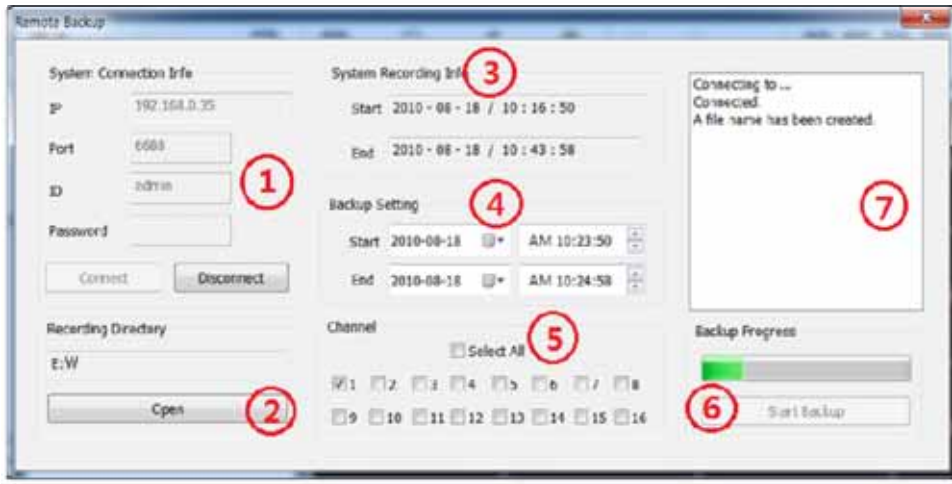 Remote Backup
System Connection Info
IP 192.168.0.35
Port 6688
ID admin
1
Password
Connect Disconnect
Recording Directory
E:\
Open 2
System Recording Info 3
Start 2010-08-18 / 10:16:50
End 2010-08-18 / 10:43:58
Backup Setting 4
Start 2010-08-18 AM 10:23:50
End 2010-08-18 AM 10:24:58
Channel
Select All 5
1 2 3 4 5 6 7 8
9 10 11 12 13 14 15 16
Connecting to ...
Connected.
A file name has been created.
7
Backup Progress
6 Start Backup